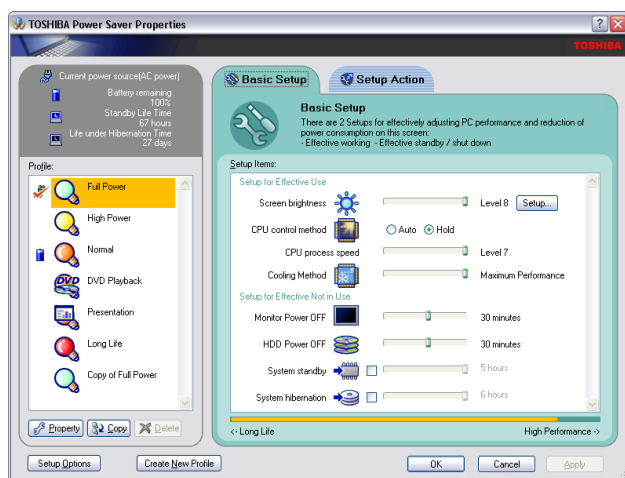 TOSHIBA Power Saver Properties
TOSHIBA
Current power source(AC power)
Battery remaining
100%
Standby Life Time
67 hours
Life under Hibernation Time
27 days
Profile:
Full Power
High Power
Normal
DVD
DVD Playback
Presentation
Long Life
Copy of Full Power
Property
Copy
Delete
Basic Setup
Setup Action
Basic Setup
There are 2 Setups for effectively adjusting PC performance and reduction of
power consumption on this screen:
- Effective working - Effective standby / shut down
Setup Items:
Setup for Effective Use
Screen brightness
Level 8
Setup...
CPU control method
Auto
Hold
CPU process speed
Level 7
Cooling Method
Maximum Performance
Setup for Effective Not in Use
Monitor Power OFF
30 minutes
HDD Power OFF
30 minutes
System standby
5 hours
System hibernation
6 hours
<- Long Life
High Performance ->
Setup Options
Create New Profile
OK
Cancel
Apply